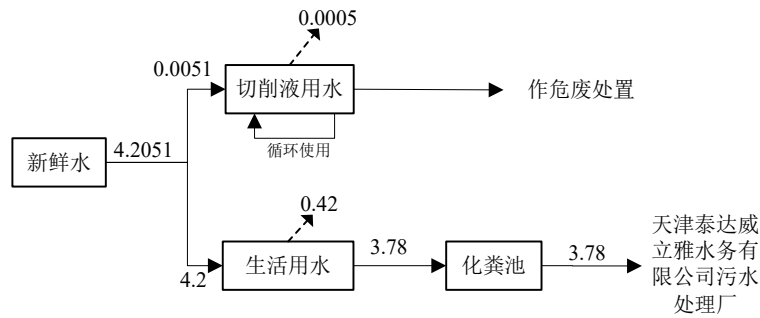 0.0005
0.0051
切削液用水
作危废处置
循环使用
新鲜水
4.2051
0.42
4.2
生活用水
3.78
化粪池
3.78
天津泰达威
立雅水务有
限公司污水
处理厂